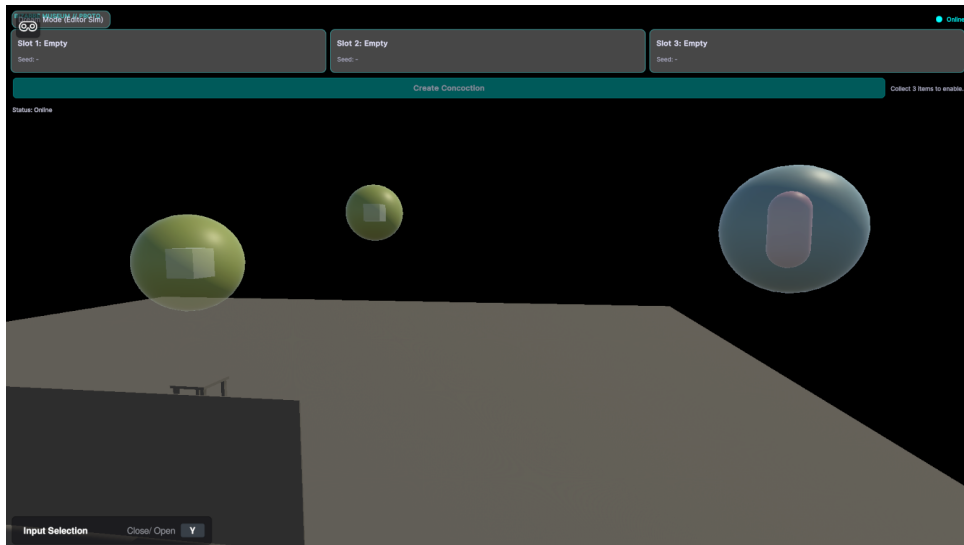 MUSEUM
Mode (Editor Sim)
Online
Slot 1: Empty
Seed: -
Slot 2: Empty
Seed: -
Slot 3: Empty
Seed: -
Create Concoction
Collect 3 items to enable.
Status: Online
Input Selection
Close/ Open
Y